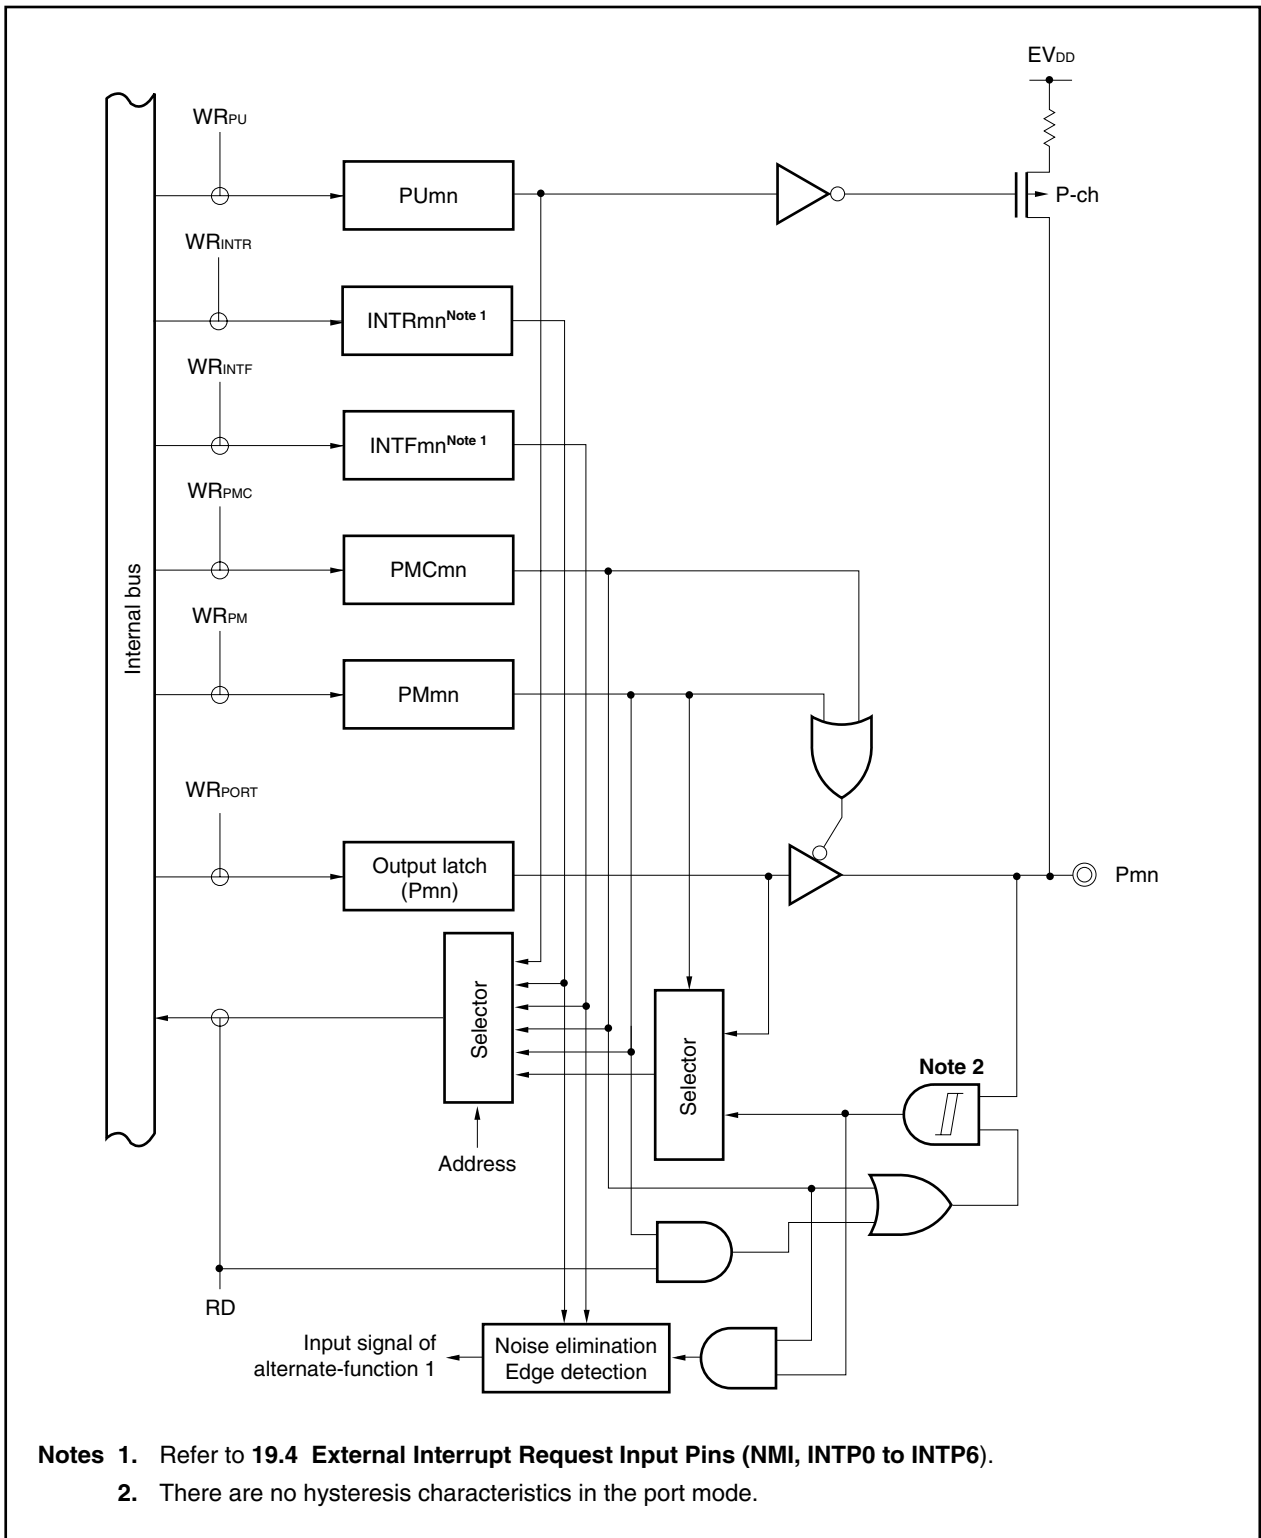 EVDD
WRPU
PUmn
P-ch
WRINTR
INTRmnNote 1
WRINTF
INTFmnNote 1
WRPMC
PMCmn
Internal bus
WRPM
PMmn
WRPORT
Output latch
(Pmn)
Pmn
Selector
Selector
Note 2
Address
RD
Input signal of
alternate-function 1
Noise elimination
Edge detection
Notes 1. Refer to 19.4 External Interrupt Request Input Pins (NMI, INTP0 to INTP6).
2. There are no hysteresis characteristics in the port mode.